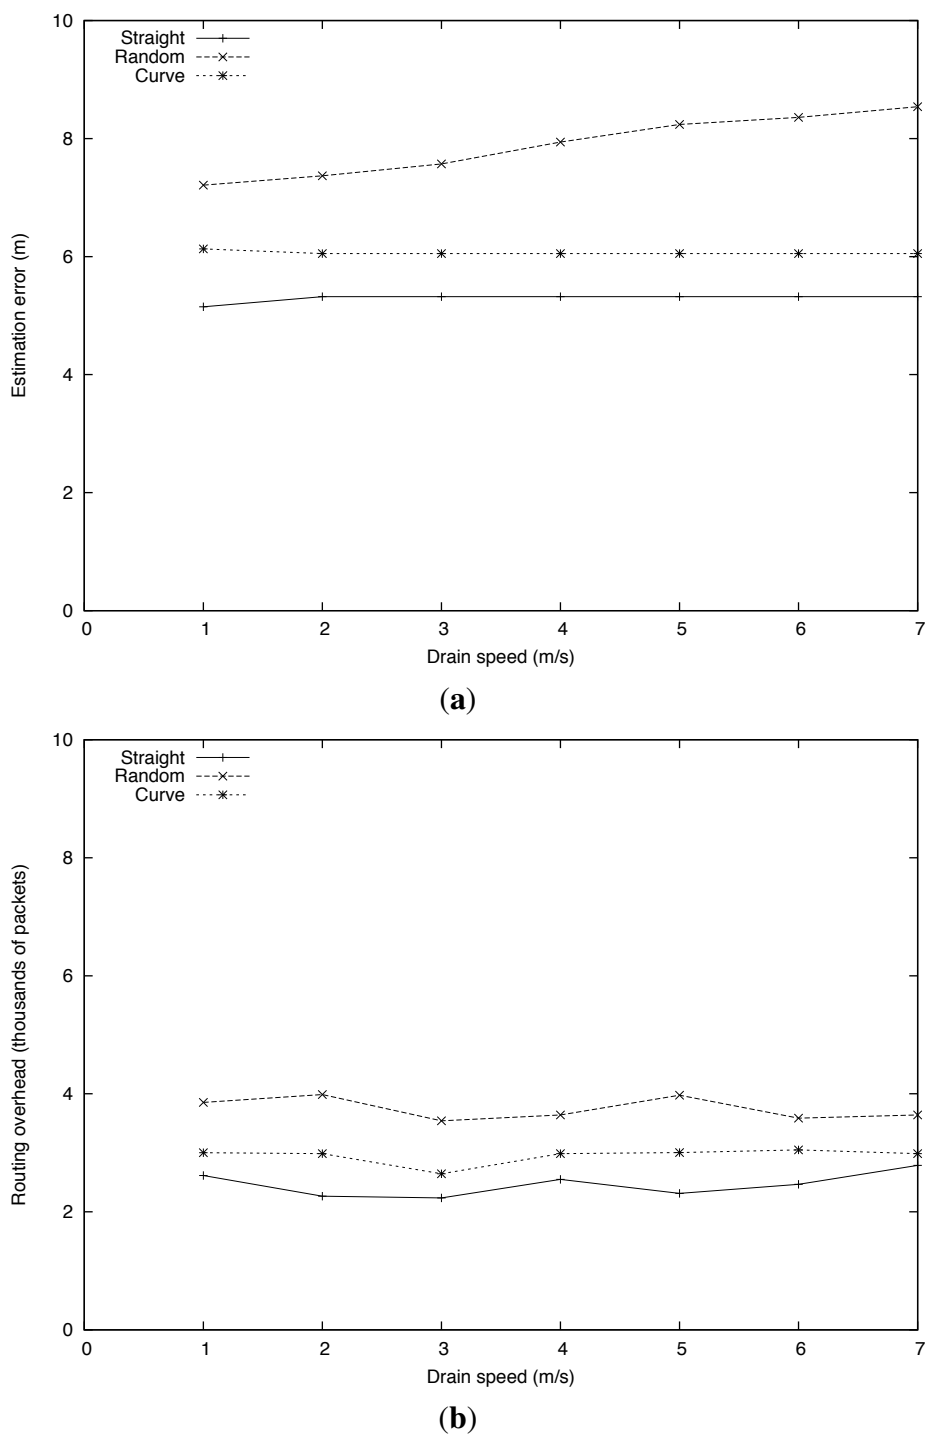 10
8
6
4
2
0
Estimation error (m)
Straight
Random
Curve
0 1 2 3 4 5 6 7
Drain speed (m/s)
(a)
10
8
6
4
2
0
Routing overhead (thousands of packets)
Straight
Random
Curve
0 1 2 3 4 5 6 7
Drain speed (m/s)
(b)